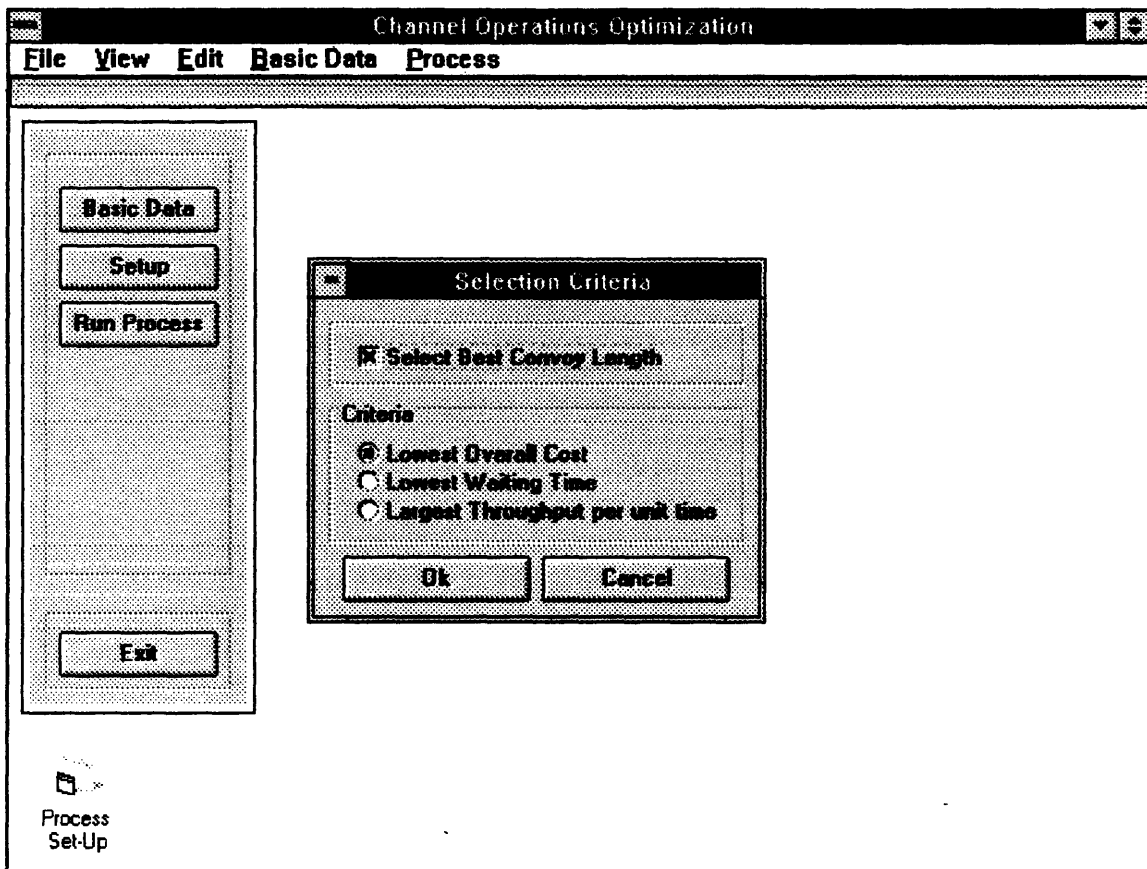 Channel Operations Optimization
File View Edit Basic Data Process
Basic Data
Setup
Run Process
Exit
Selection Criteria
Select Best Convoy Length
Criteria
Lowest Overall Cost
Lowest Waiting Time
Largest Throughput per unit time
Ok Cancel
Process
Set-Up